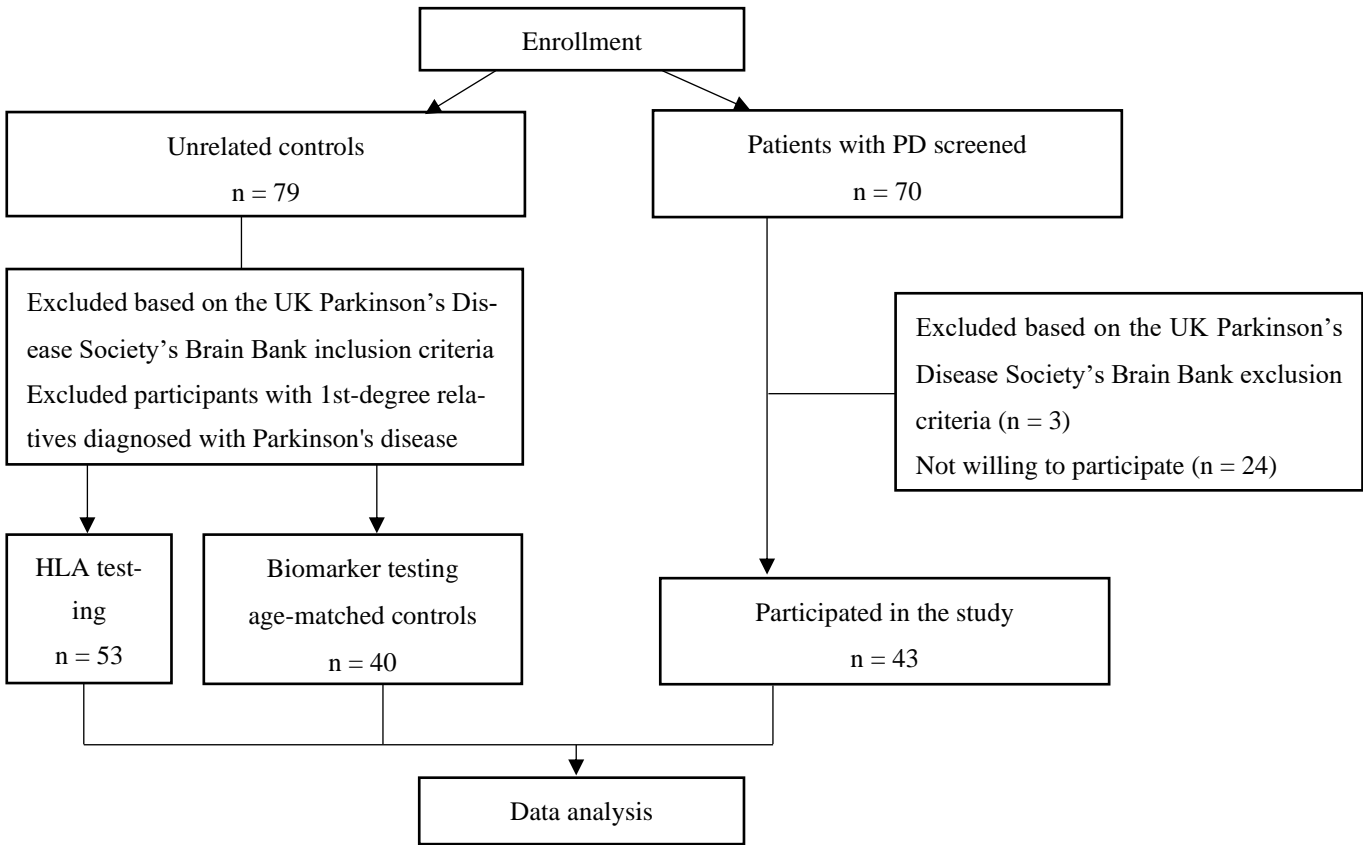 Enrollment
Unrelated controls
n = 79
Patients with PD screened
n = 70
Excluded based on the UK Parkinson’s Dis-
ease Society’s Brain Bank inclusion criteria
Excluded participants with 1st-degree rela-
tives diagnosed with Parkinson's disease
Excluded based on the UK Parkinson’s
Disease Society’s Brain Bank exclusion
criteria (n = 3)
Not willing to participate (n = 24)
HLA test-
ing
n = 53
Biomarker testing
age-matched controls
n = 40
Participated in the study
n = 43
Data analysis